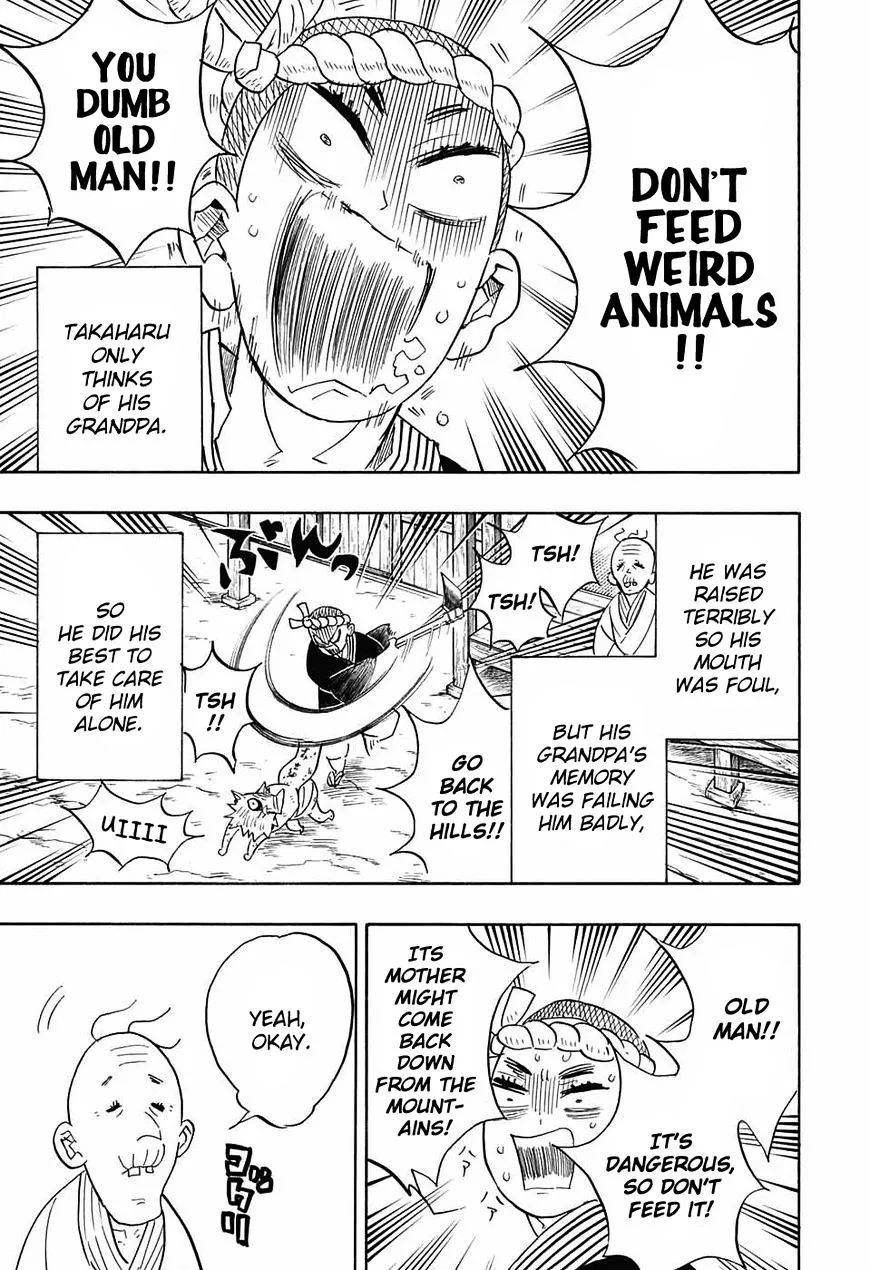 DON'T
FEED
WEIRD
ANIMALS
!!
YOU
DUMB
OLD
MAN!!
TAKAHARU
ONLY
THINKS
OF HIS
GRANDPA.
HE WAS
RAISED
TERRIBLY
SO HIS
MOUTH
WAS FOUL,
TSH!
TSH!
BUT HIS
GRANDPA'S
MEMORY
WAS FAILING
HIM BADLY,
ぶんっ
GO
BACK
TO THE
HILLS!!
TSH
!!
SO
HE DID HIS
BEST TO
TAKE CARE
OF HIM
ALONE.
UIIII
OLD
MAN!!
IT'S
DANGEROUS,
SO DON'T
FEED IT!
ITS
MOTHER
MIGHT
COME
BACK
DOWN
FROM THE
MOUNT-
AINS!
YEAH,
OKAY.